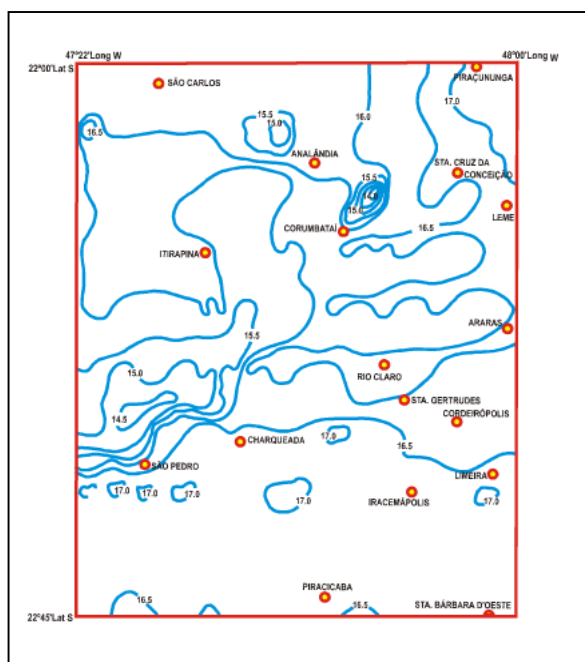 47°22'Long W
48°00'Long W
22°00'Lat S
PIRAÇUNUNGA
SÃO CARLOS
17.0
15.5
15.0
16.0
16.5
ANALÂNDIA
STA. CRUZ DA
CONCEIÇÃO
15.5
14.0
15.0
LEME
CORUMBATAÍ
16.5
ITIRAPINA
ARARAS
15.5
15.0
RIO CLARO
STA. GERTRUDES
14.5
CORDEIRÓPOLIS
17.0
CHARQUEADA
16.5
SÃO PEDRO
LIMEIRA
17.0
17.0
17.0
17.0
17.0
IRACEMÁPOLIS
PIRACICABA
16.5
16.5
STA. BÁRBARA D'OESTE
22°45'Lat S